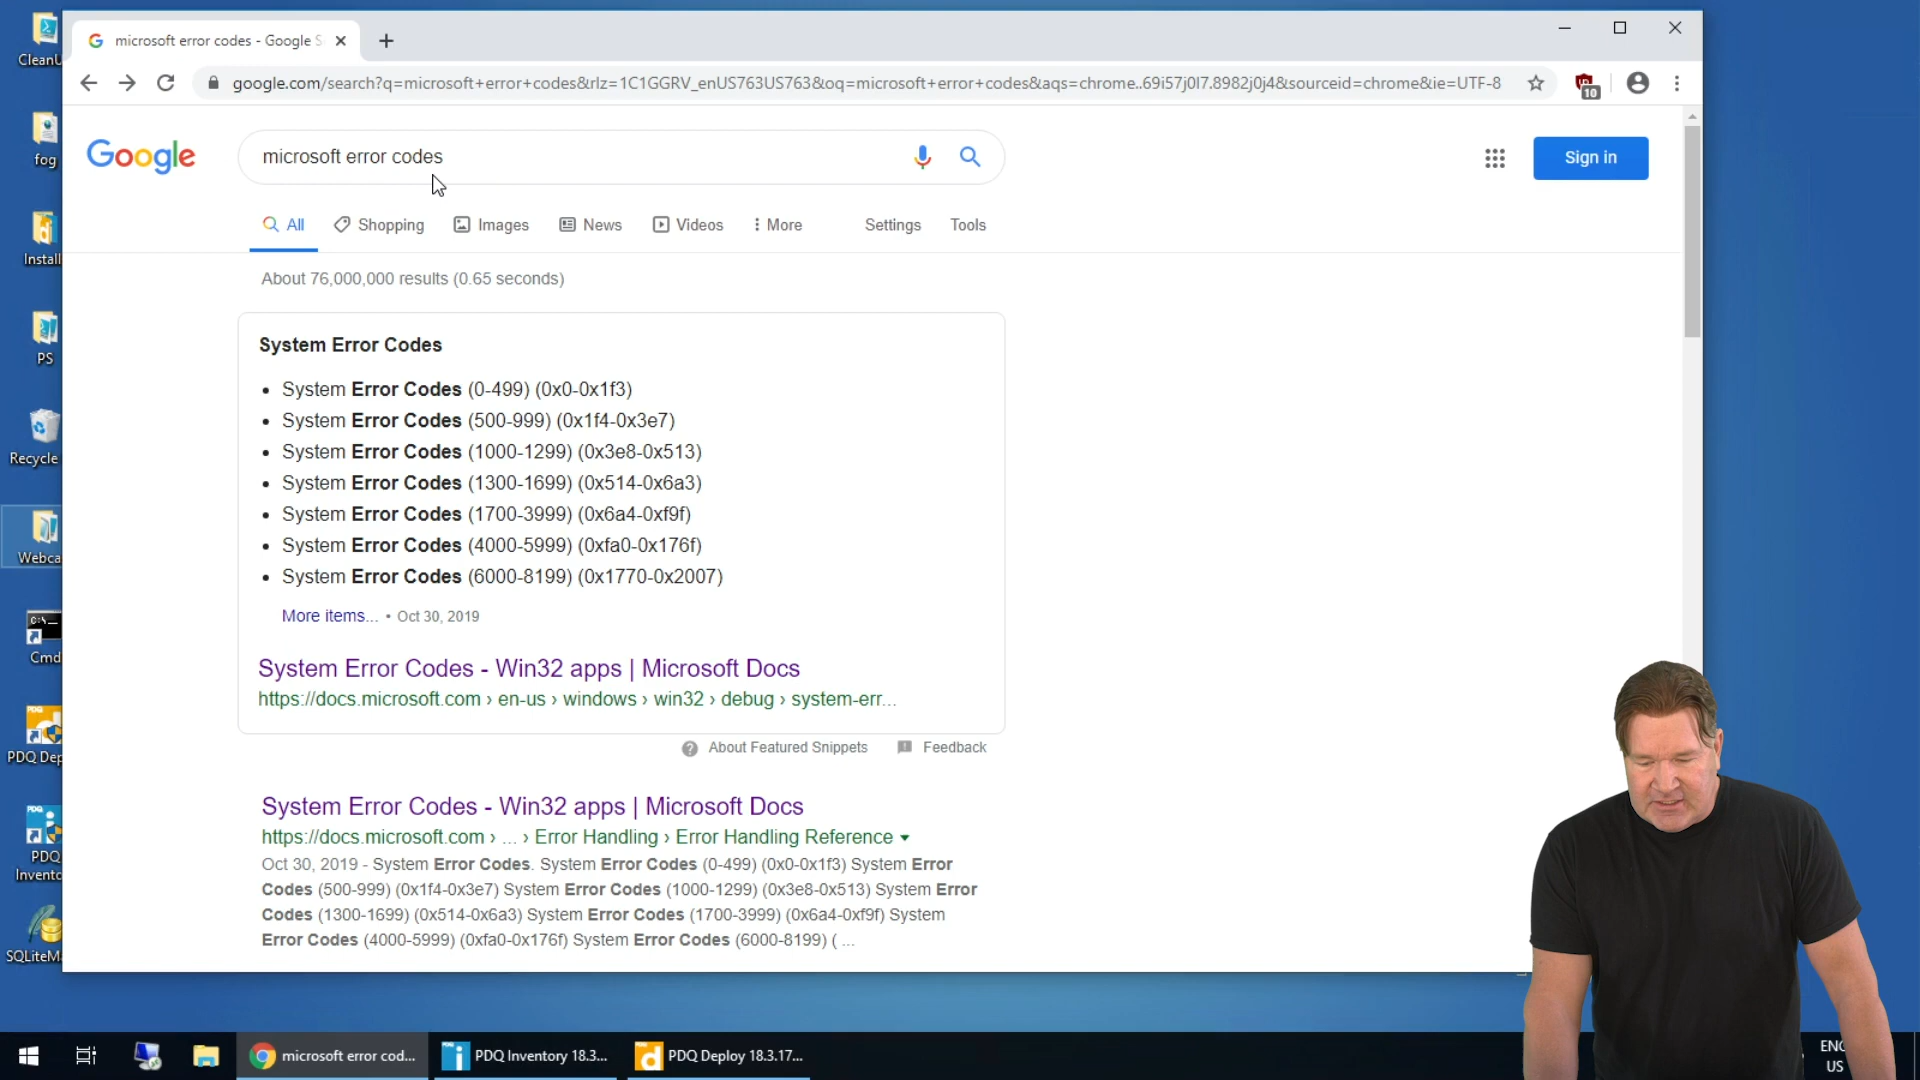 microsoft error codes - Google S
google.com/search?q=microsoft+error+codes&rlz=1C1GGRV_enUS763US763&oq=microsoft+error+codes&aqs=chrome..69i57j0l7.8982j0j4&sourceid=chrome&ie=UTF-8
10
Google
microsoft error codes
Sign in
All
Shopping
Images
News
Videos
More
Settings
Tools
About 76,000,000 results (0.65 seconds)
System Error Codes
• System Error Codes (0-499) (0x0-0x1f3)
• System Error Codes (500-999) (0x1f4-0x3e7)
• System Error Codes (1000-1299) (0x3e8-0x513)
• System Error Codes (1300-1699) (0x514-0x6a3)
• System Error Codes (1700-3999) (0x6a4-0xf9f)
• System Error Codes (4000-5999) (0xfa0-0x176f)
• System Error Codes (6000-8199) (0x1770-0x2007)
More items... • Oct 30, 2019
System Error Codes - Win32 apps | Microsoft Docs
https://docs.microsoft.com › en-us › windows › win32 › debug › system-err...
About Featured Snippets
Feedback
System Error Codes - Win32 apps | Microsoft Docs
https://docs.microsoft.com › ... › Error Handling › Error Handling Reference
Oct 30, 2019 - System Error Codes. System Error Codes (0-499) (0x0-0x1f3) System Error
Codes (500-999) (0x1f4-0x3e7) System Error Codes (1000-1299) (0x3e8-0x513) System Error
Codes (1300-1699) (0x514-0x6a3) System Error Codes (1700-3999) (0x6a4-0xf9f) System
Error Codes (4000-5999) (0xfa0-0x176f) System Error Codes (6000-8199) ( ...
CleanU
fog
Install
PS
Recycle
Webca
Cmd
PDQ Dep
PDQ
Invento
SQLiteM
microsoft error cod...
PDQ Inventory 18.3...
PDQ Deploy 18.3.17...
ENG
US